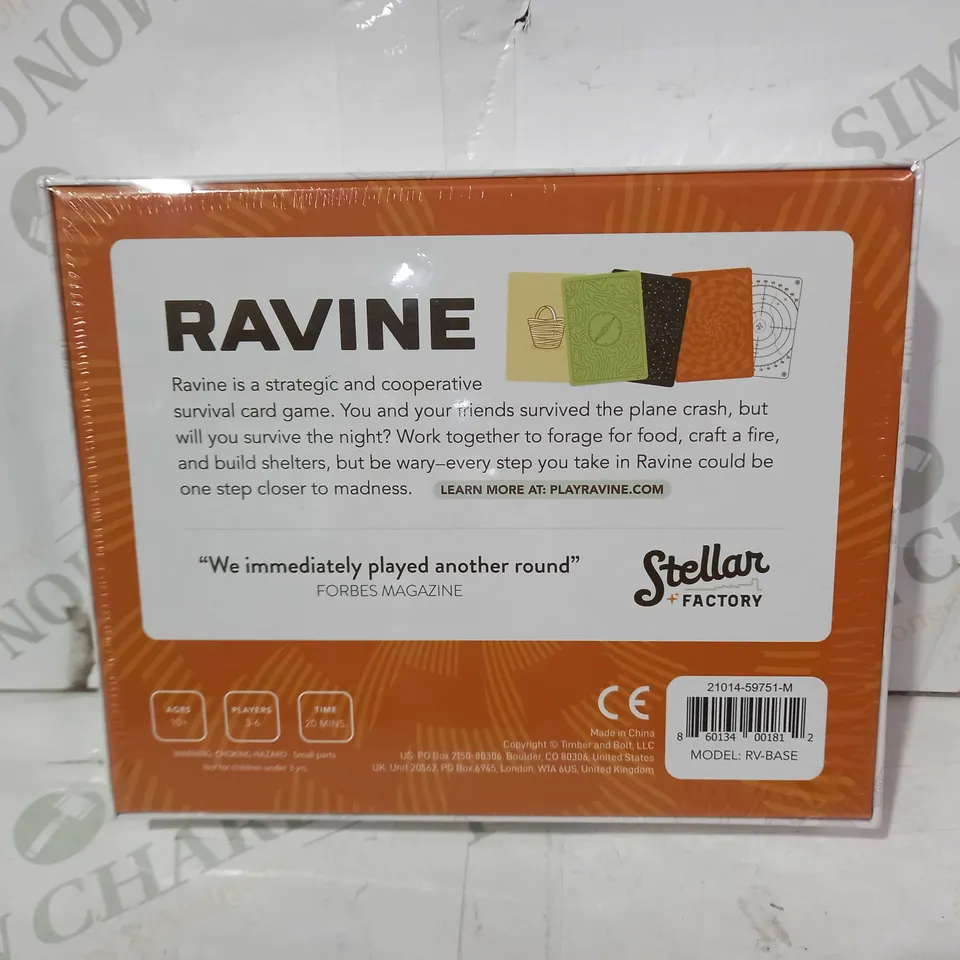 RAVINE
Ravine is a strategic and cooperative
survival card game. You and your friends survived the plane crash, but
will you survive the night? Work together to forage for food, craft a fire,
and build shelters, but be wary–every step you take in Ravine could be
one step closer to madness. LEARN MORE AT: PLAYRAVINE.COM
“We immediately played another round”
FORBES MAGAZINE
Stellar
FACTORY
AGES
10+
PLAYERS
3-6
TIME
20 MINS
WARNING: CHOKING HAZARD - Small parts
Not for children under 3 yrs.
CE
Made in China
Copyright © Timber and Bolt, LLC
US: PO Box 2150-80306, Boulder, CO 80306, United States
UK: Unit 20562, PO Box 6945, London, W1A 6US, United Kingdom
21014-59751-M
8 60134 00181 2
MODEL: RV-BASE